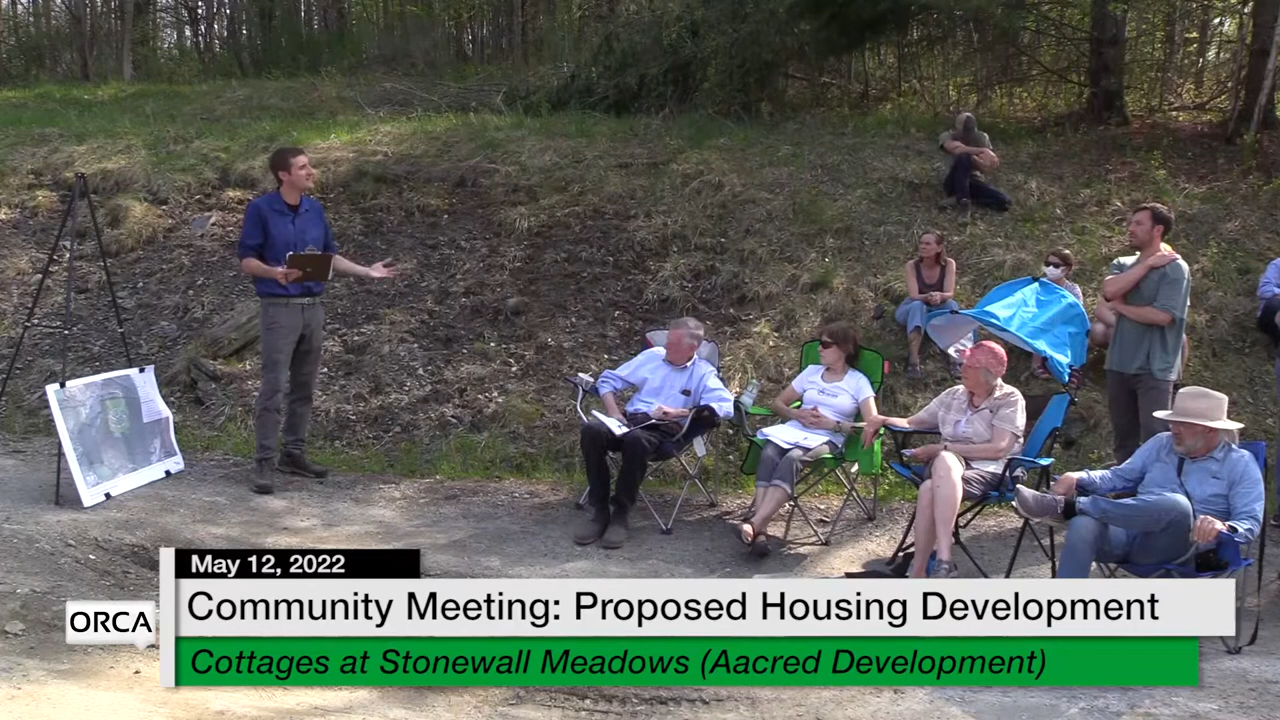 May 12, 2022
Community Meeting: Proposed Housing Development
ORCA
Cottages at Stonewall Meadows (Aacred Development)